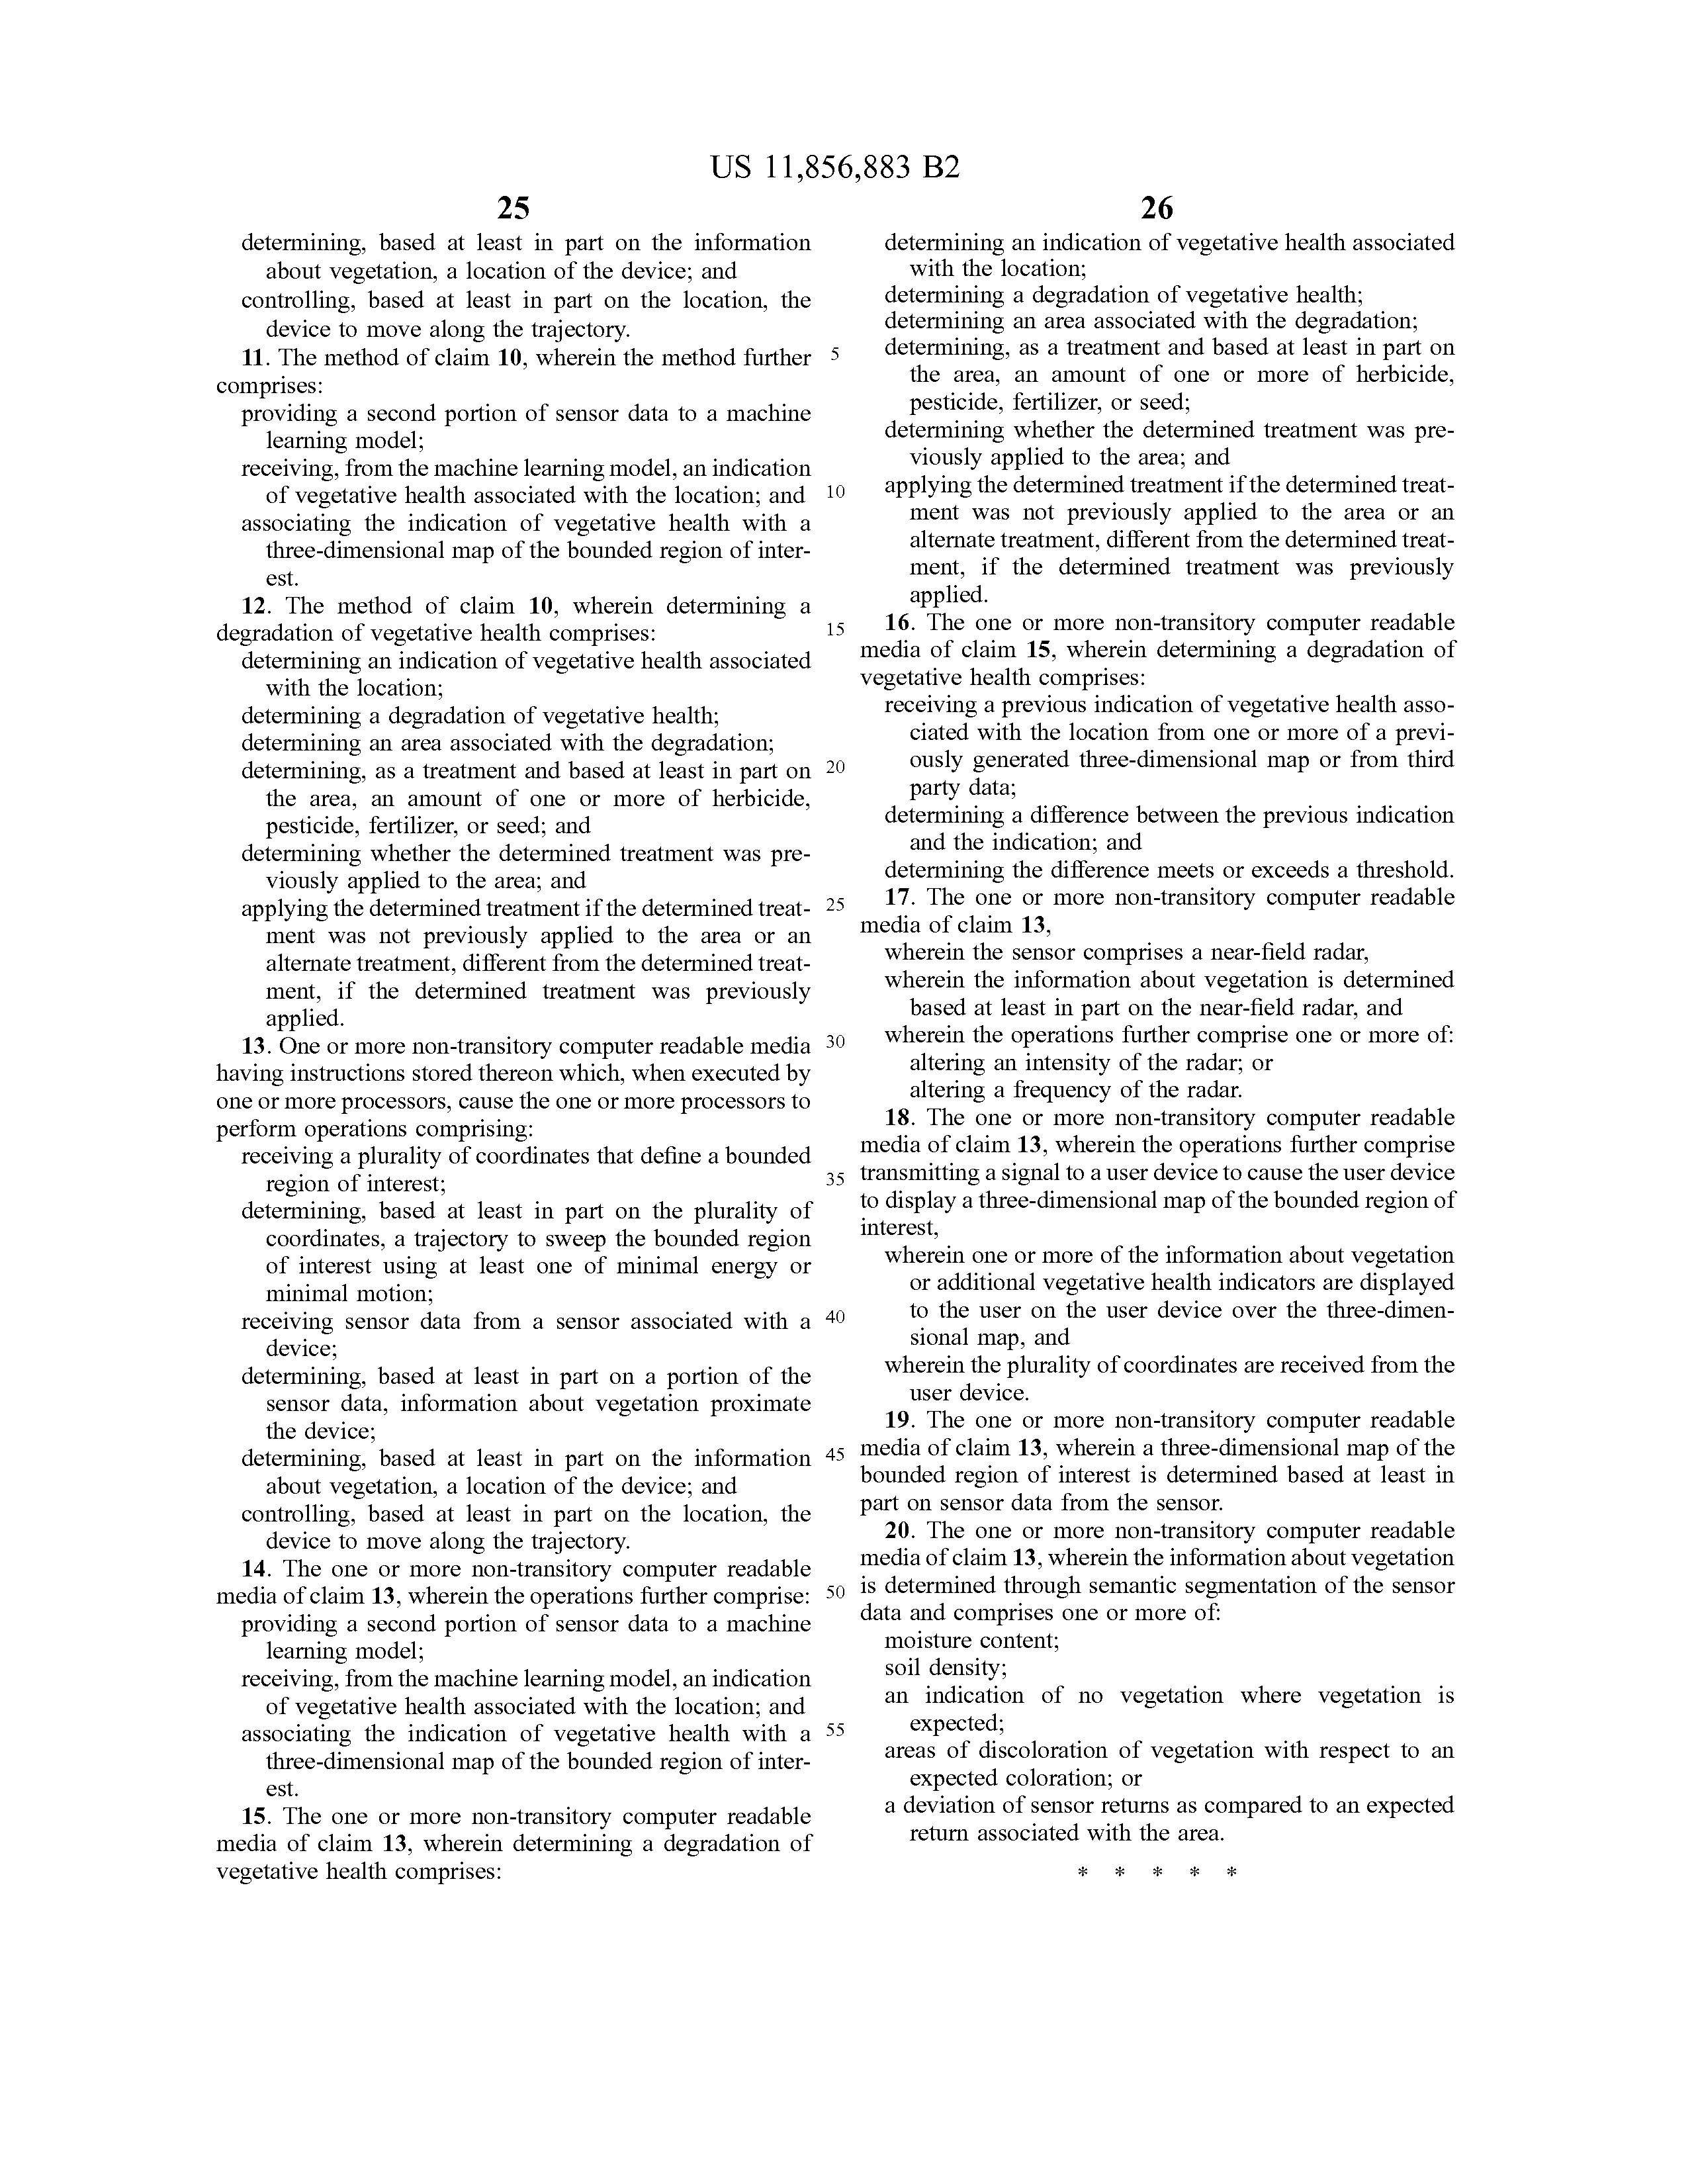 US 11,856,883 B2
25
determining, based at least in part on the information
about vegetation, a location of the device; and
controlling, based at least in part on the location, the
device to move along the trajectory.
11. The method of claim 10, wherein the method further
comprises:
providing a second portion of sensor data to a machine
learning model;
receiving, from the machine learning model, an indication
of vegetative health associated with the location; and
associating the indication of vegetative health with a
three-dimensional map of the bounded region of inter-
est.
12. The method of claim 10, wherein determining a
degradation of vegetative health comprises:
determining an indication of vegetative health associated
with the location;
determining a degradation of vegetative health;
determining an area associated with the degradation;
determining, as a treatment and based at least in part on
the area, an amount of one or more of herbicide,
pesticide, fertilizer, or seed; and
determining whether the determined treatment was pre-
viously applied to the area; and
applying the determined treatment if the determined treat-
ment was not previously applied to the area or an
alternate treatment, different from the determined treat-
ment, if the determined treatment was previously
applied.
13. One or more non-transitory computer readable media
having instructions stored thereon which, when executed by
one or more processors, cause the one or more processors to
perform operations comprising:
receiving a plurality of coordinates that define a bounded
region of interest;
determining, based at least in part on the plurality of
coordinates, a trajectory to sweep the bounded region
of interest using at least one of minimal energy or
minimal motion;
receiving sensor data from a sensor associated with a
device;
determining, based at least in part on a portion of the
sensor data, information about vegetation proximate
the device;
determining, based at least in part on the information
about vegetation, a location of the device; and
controlling, based at least in part on the location, the
device to move along the trajectory.
14. The one or more non-transitory computer readable
media of claim 13, wherein the operations further comprise:
providing a second portion of sensor data to a machine
learning model;
receiving, from the machine learning model, an indication
of vegetative health associated with the location; and
associating the indication of vegetative health with a
three-dimensional map of the bounded region of inter-
est.
15. The one or more non-transitory computer readable
media of claim 13, wherein determining a degradation of
vegetative health comprises:
5
10
15
20
25
30
35
40
45
50
55
26
determining an indication of vegetative health associated
with the location;
determining a degradation of vegetative health;
determining an area associated with the degradation;
determining, as a treatment and based at least in part on
the area, an amount of one or more of herbicide,
pesticide, fertilizer, or seed;
determining whether the determined treatment was pre-
viously applied to the area; and
applying the determined treatment if the determined treat-
ment was not previously applied to the area or an
alternate treatment, different from the determined treat-
ment, if the determined treatment was previously
applied.
16. The one or more non-transitory computer readable
media of claim 15, wherein determining a degradation of
vegetative health comprises:
receiving a previous indication of vegetative health asso-
ciated with the location from one or more of a previ-
ously generated three-dimensional map or from third
party data;
determining a difference between the previous indication
and the indication; and
determining the difference meets or exceeds a threshold.
17. The one or more non-transitory computer readable
media of claim 13,
wherein the sensor comprises a near-field radar,
wherein the information about vegetation is determined
based at least in part on the near-field radar, and
wherein the operations further comprise one or more of:
altering an intensity of the radar; or
altering a frequency of the radar.
18. The one or more non-transitory computer readable
media of claim 13, wherein the operations further comprise
transmitting a signal to a user device to cause the user device
to display a three-dimensional map of the bounded region of
interest,
wherein one or more of the information about vegetation
or additional vegetative health indicators are displayed
to the user on the user device over the three-dimen-
sional map, and
wherein the plurality of coordinates are received from the
user device.
19. The one or more non-transitory computer readable
media of claim 13, wherein a three-dimensional map of the
bounded region of interest is determined based at least in
part on sensor data from the sensor.
20. The one or more non-transitory computer readable
media of claim 13, wherein the information about vegetation
is determined through semantic segmentation of the sensor
data and comprises one or more of:
moisture content;
soil density;
an indication of no vegetation where vegetation is
expected;
areas of discoloration of vegetation with respect to an
expected coloration; or
a deviation of sensor returns as compared to an expected
return associated with the area.
* * * * *